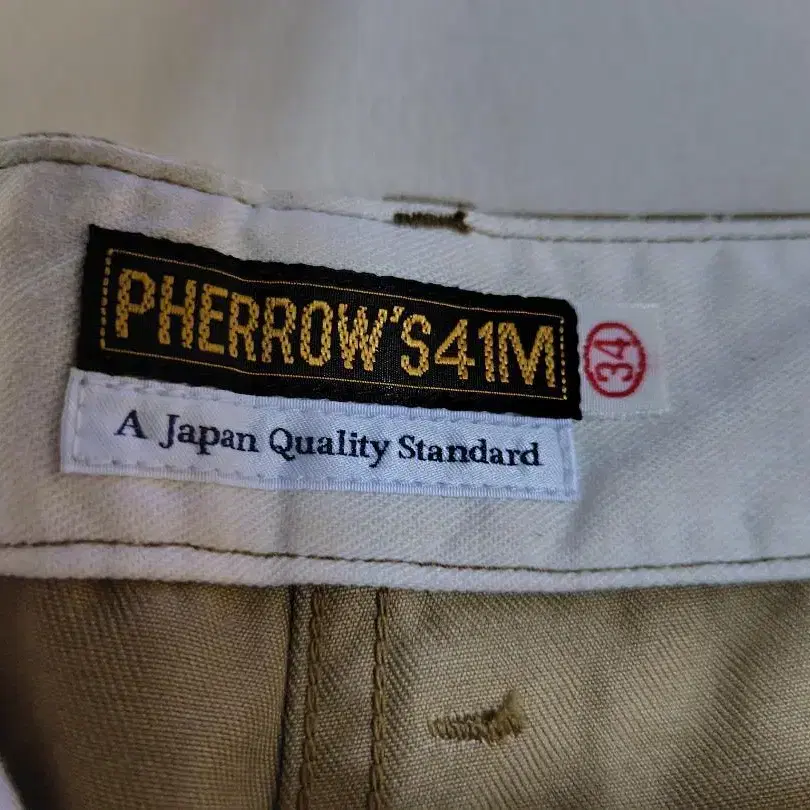 PHERROW'S41M
34
A Japan Quality Standard